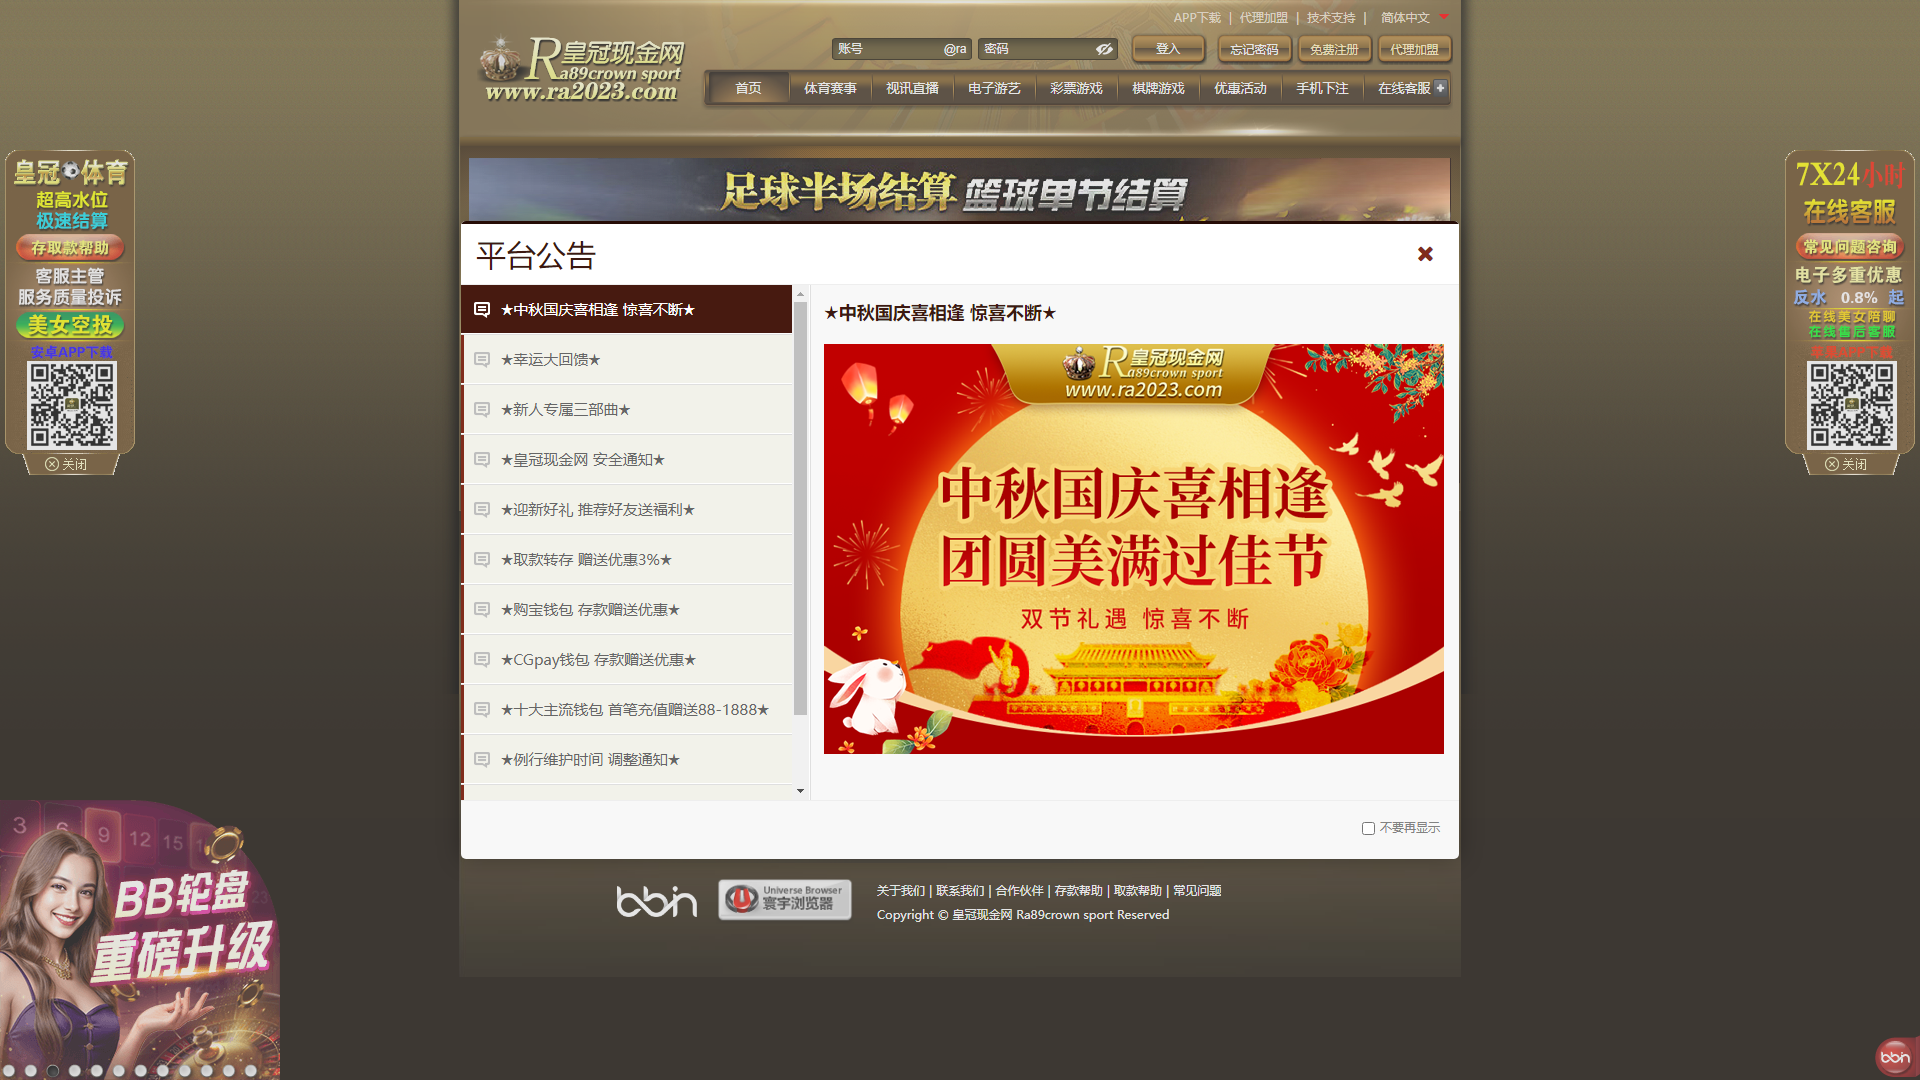 APP下载 | 代理加盟 | 技术支持 | 简体中文
R皇冠现金网
a89crown sport
www.ra2023.com
账号 @ra 密码 登入 忘记密码 免费注册 代理加盟
首页 体育赛事 视讯直播 电子游艺 彩票游戏 棋牌游戏 优惠活动 手机下注 在线客服
足球半场结算 篮球单节结算
皇冠体育
超高水位
极速结算
存取款帮助
客服主管
服务质量投诉
美女空投
安卓APP下载
关闭
7X24小时
在线客服
常见问题咨询
电子多重优惠
反水 0.8% 起
在线美女陪聊
在线售后客服
苹果APP下载
关闭
平台公告
★中秋国庆喜相逢 惊喜不断★
★幸运大回馈★
★新人专属三部曲★
★皇冠现金网 安全通知★
★迎新好礼 推荐好友送福利★
★取款转存 赠送优惠3%★
★购宝钱包 存款赠送优惠★
★CGpay钱包 存款赠送优惠★
★十大主流钱包 首笔充值赠送88-1888★
★例行维护时间 调整通知★
★中秋国庆喜相逢 惊喜不断★
R皇冠现金网
a89crown sport
www.ra2023.com
中秋国庆喜相逢
团圆美满过佳节
双节礼遇 惊喜不断
不要再显示
3 6 9 12 15
BB轮盘
重磅升级
bbin
Universe Browser
寰宇浏览器
关于我们 | 联系我们 | 合作伙伴 | 存款帮助 | 取款帮助 | 常见问题
Copyright © 皇冠现金网 Ra89crown sport Reserved
bbin